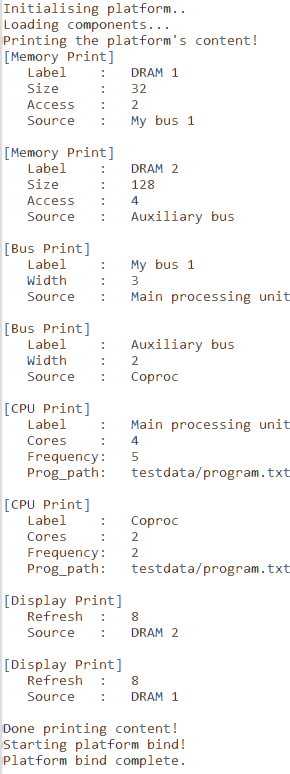 Initialising platform..
Loading components...
Printing the platform's content!
[Memory Print]
   Label    :   DRAM 1
   Size     :   32
   Access   :   2
   Source   :   My bus 1

[Memory Print]
   Label    :   DRAM 2
   Size     :   128
   Access   :   4
   Source   :   Auxiliary bus

[Bus Print]
   Label    :   My bus 1
   Width    :   3
   Source   :   Main processing unit

[Bus Print]
   Label    :   Auxiliary bus
   Width    :   2
   Source   :   Coproc

[CPU Print]
   Label    :   Main processing unit
   Cores    :   4
   Frequency:   5
   Prog_path:   testdata/program.txt

[CPU Print]
   Label    :   Coproc
   Cores    :   2
   Frequency:   2
   Prog_path:   testdata/program.txt

[Display Print]
   Refresh  :   8
   Source   :   DRAM 2

[Display Print]
   Refresh  :   8
   Source   :   DRAM 1

Done printing content!
Starting platform bind!
Platform bind complete.